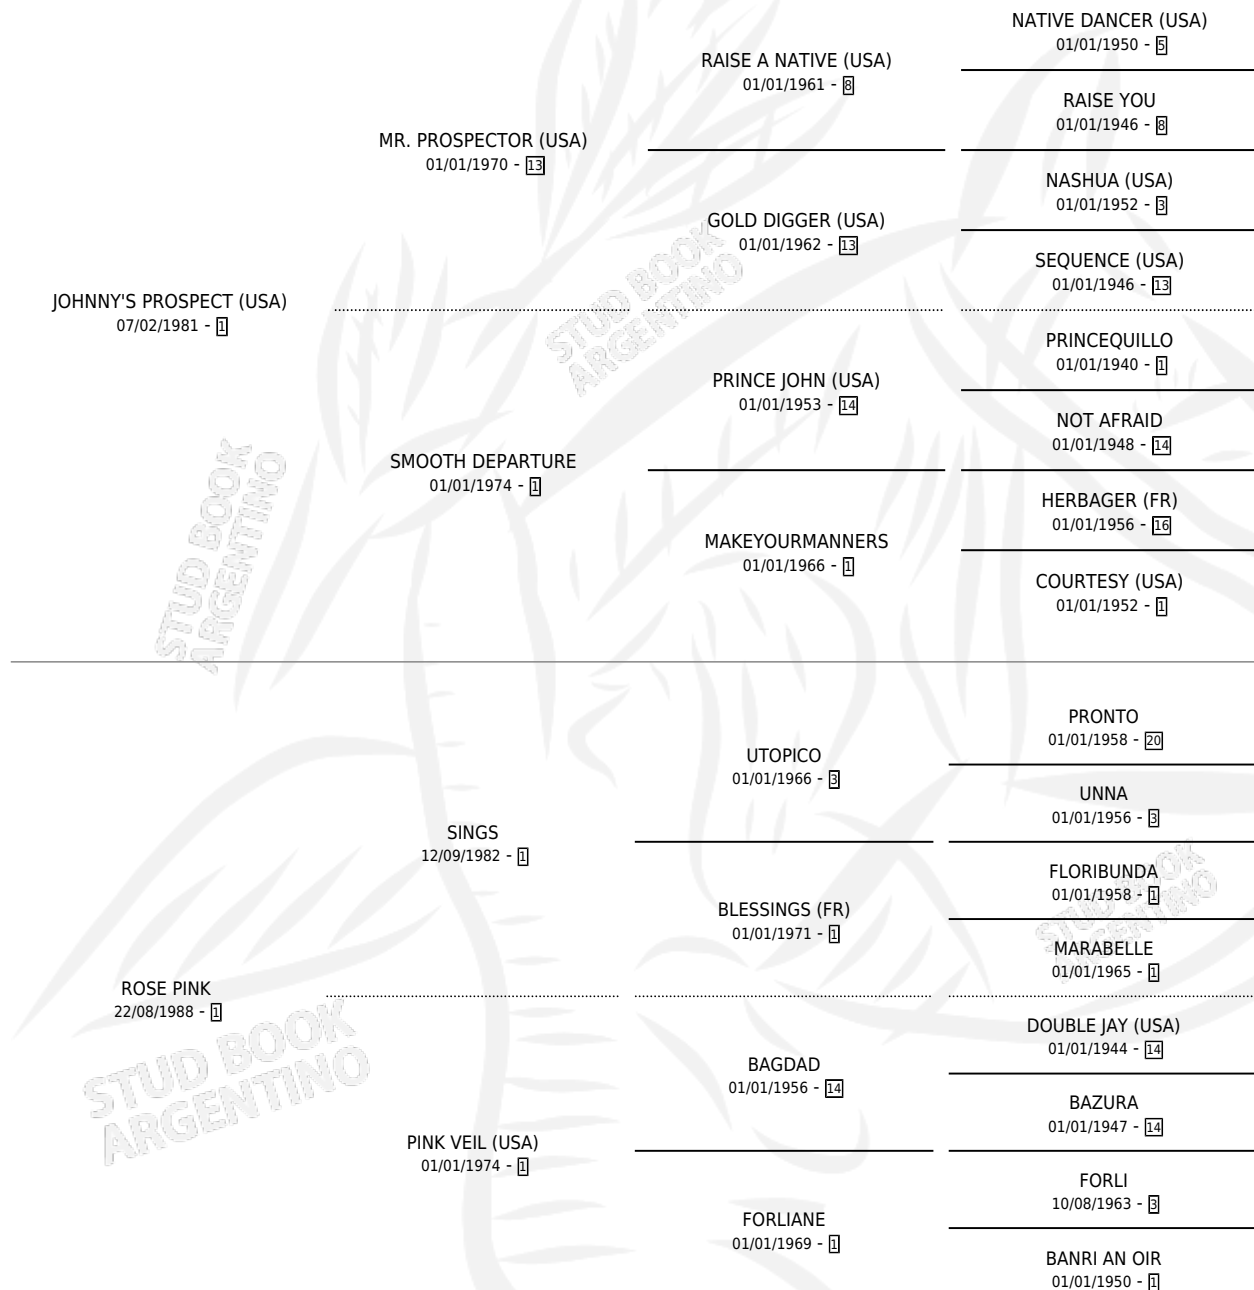 NATIVE DANCER (USA)
01/01/1950 - 5
RAISE A NATIVE (USA)
01/01/1961 - 8
RAISE YOU
01/01/1946 - 8
MR. PROSPECTOR (USA)
01/01/1970 - 13
NASHUA (USA)
01/01/1952 - 3
GOLD DIGGER (USA)
01/01/1962 - 13
SEQUENCE (USA)
01/01/1946 - 13
JOHNNY'S PROSPECT (USA)
07/02/1981 - 1
PRINCEQUILLO
01/01/1940 - 1
PRINCE JOHN (USA)
01/01/1953 - 14
NOT AFRAID
01/01/1948 - 14
SMOOTH DEPARTURE
01/01/1974 - 1
HERBAGER (FR)
01/01/1956 - 16
MAKEYOURMANNERS
01/01/1966 - 1
COURTESY (USA)
01/01/1952 - 1
PRONTO
01/01/1958 - 20
UTOPICO
01/01/1966 - 3
UNNA
01/01/1956 - 3
SINGS
12/09/1982 - 1
FLORIBUNDA
01/01/1958 - 1
BLESSINGS (FR)
01/01/1971 - 1
MARABELLE
01/01/1965 - 1
ROSE PINK
22/08/1988 - 1
DOUBLE JAY (USA)
01/01/1944 - 14
BAGDAD
01/01/1956 - 14
BAZURA
01/01/1947 - 14
PINK VEIL (USA)
01/01/1974 - 1
FORLI
10/08/1963 - 3
FORLIANE
01/01/1969 - 1
BANRI AN OIR
01/01/1950 - 1
STUD BOOK
ARGENTINO
STUD BOOK
ARGENTINO
STUD BOOK
ARGENTINO
STUD BOOK
ARGENTINO